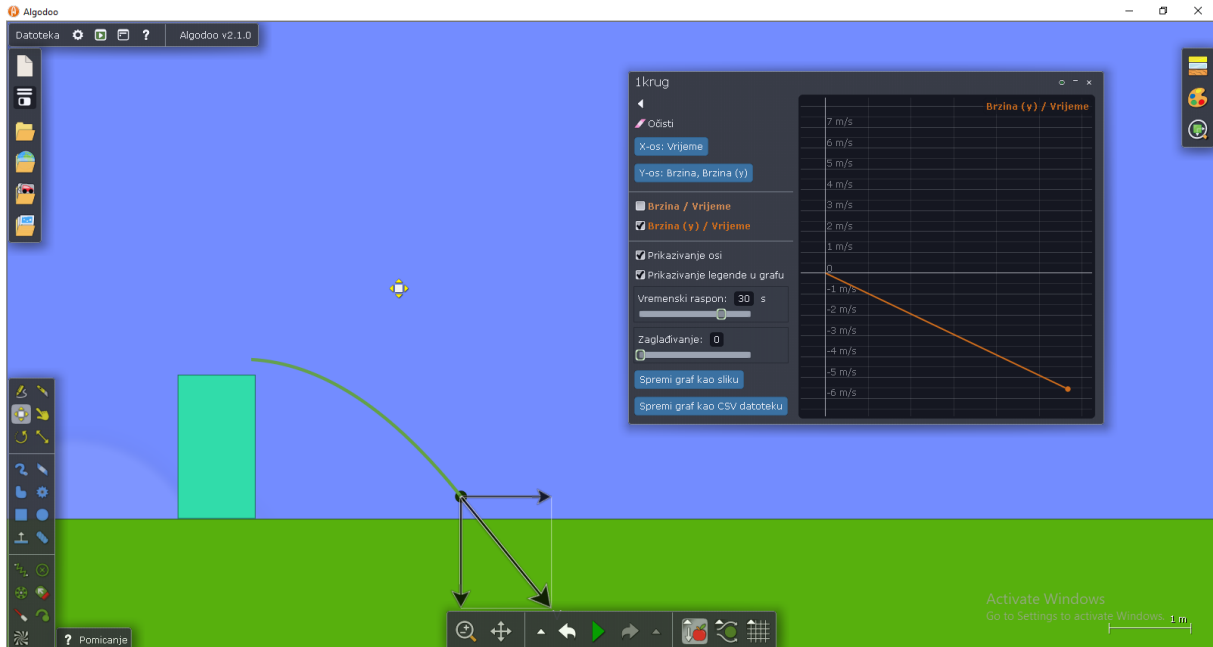 Algodoo
Datoteka ? Algodoo v2.1.0
1krug
Očisti
X-os: Vrijeme
Y-os: Brzina, Brzina (y)
Brzina / Vrijeme
Brzina (y) / Vrijeme
Prikazivanje osi
Prikazivanje legende u grafu
Vremenski raspon: 30 s
Zaglađivanje: 0
Spremi graf kao sliku
Spremi graf kao CSV datoteku
Brzina (y) / Vrijeme
7 m/s
6 m/s
5 m/s
4 m/s
3 m/s
2 m/s
1 m/s
0
-1 m/s
-2 m/s
-3 m/s
-4 m/s
-5 m/s
-6 m/s
? Pomicanje
Activate Windows
Go to Settings to activate Windows.
1 m